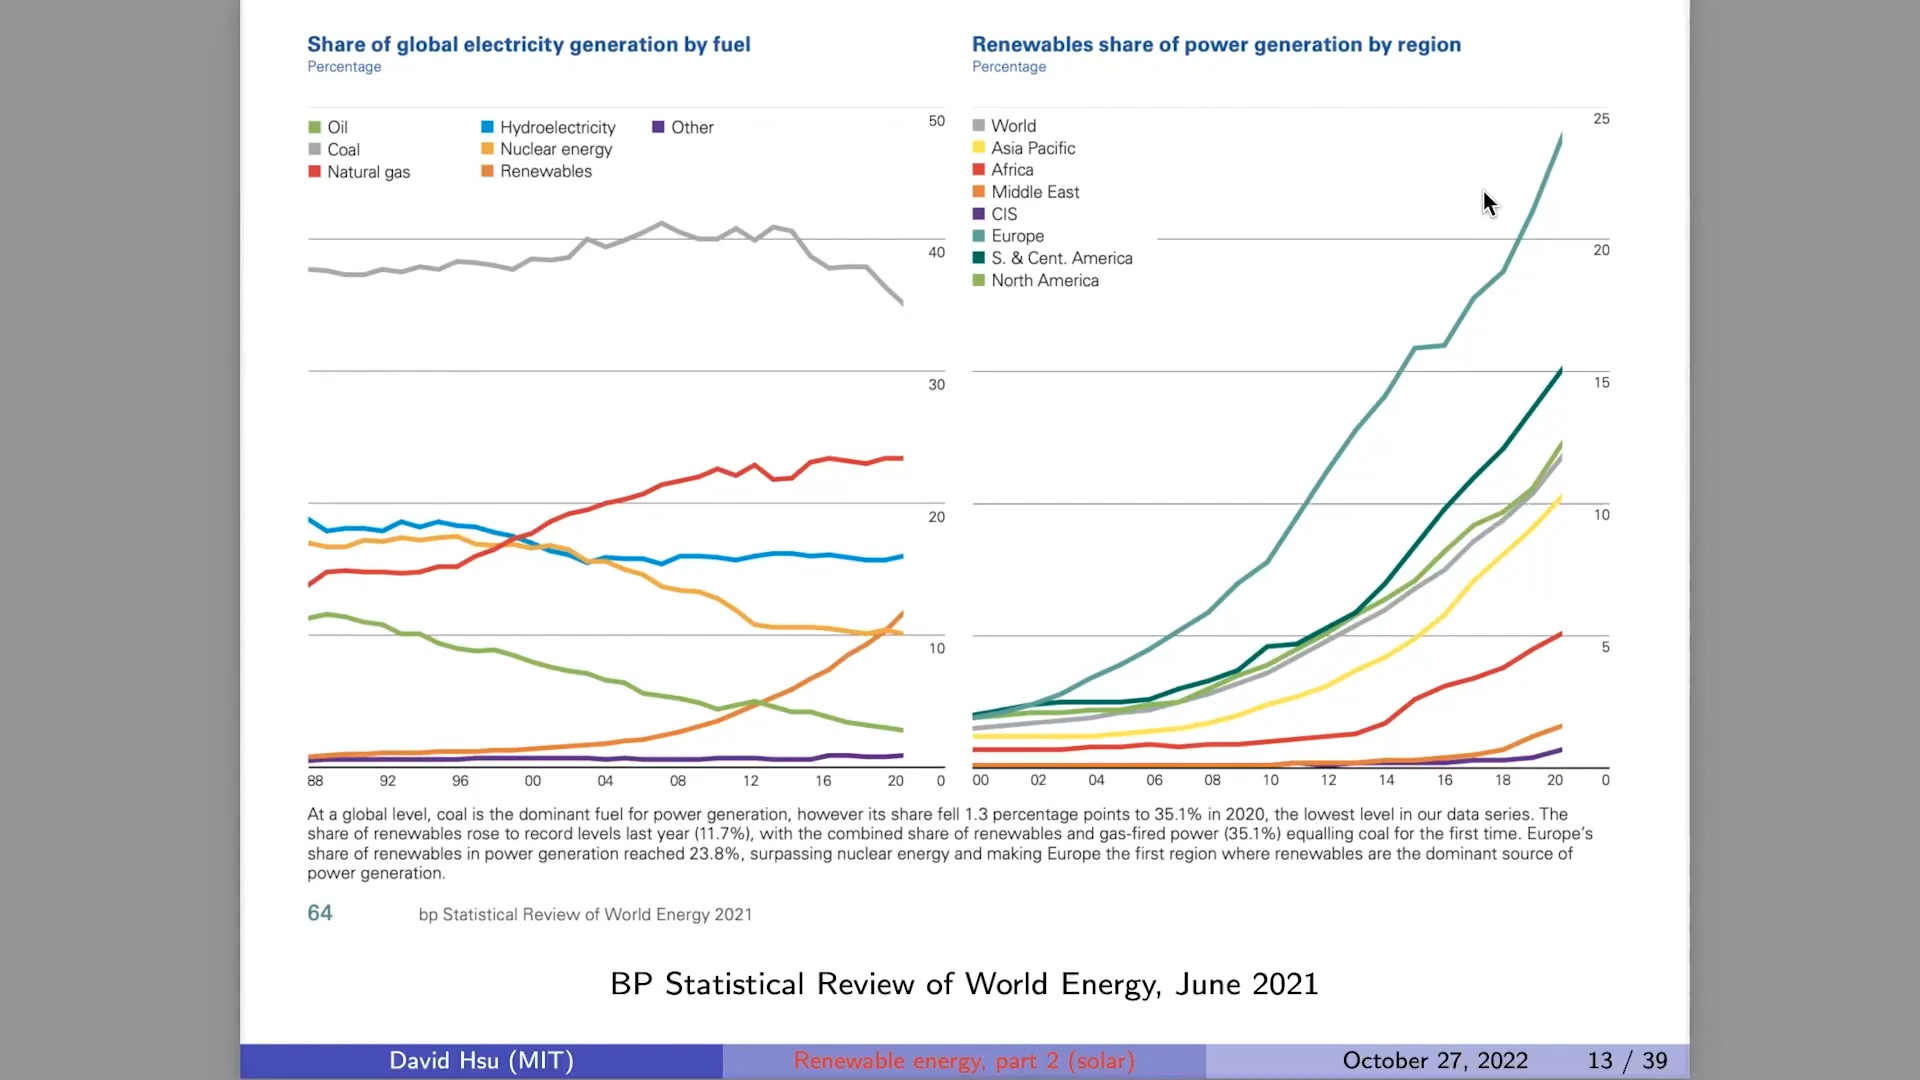 Share of global electricity generation by fuel
Percentage
Oil
Coal
Natural gas
Hydroelectricity
Nuclear energy
Renewables
Other
50
40
30
20
10
0
88 92 96 00 04 08 12 16 20
Renewables share of power generation by region
Percentage
World
Asia Pacific
Africa
Middle East
CIS
Europe
S. & Cent. America
North America
25
20
15
10
5
0
00 02 04 06 08 10 12 14 16 18 20
At a global level, coal is the dominant fuel for power generation, however its share fell 1.3 percentage points to 35.1% in 2020, the lowest level in our data series. The
share of renewables rose to record levels last year (11.7%), with the combined share of renewables and gas-fired power (35.1%) equalling coal for the first time. Europe's
share of renewables in power generation reached 23.8%, surpassing nuclear energy and making Europe the first region where renewables are the dominant source of
power generation.
64 bp Statistical Review of World Energy 2021
BP Statistical Review of World Energy, June 2021
David Hsu (MIT) Renewable energy, part 2 (solar) October 27, 2022 13 / 39